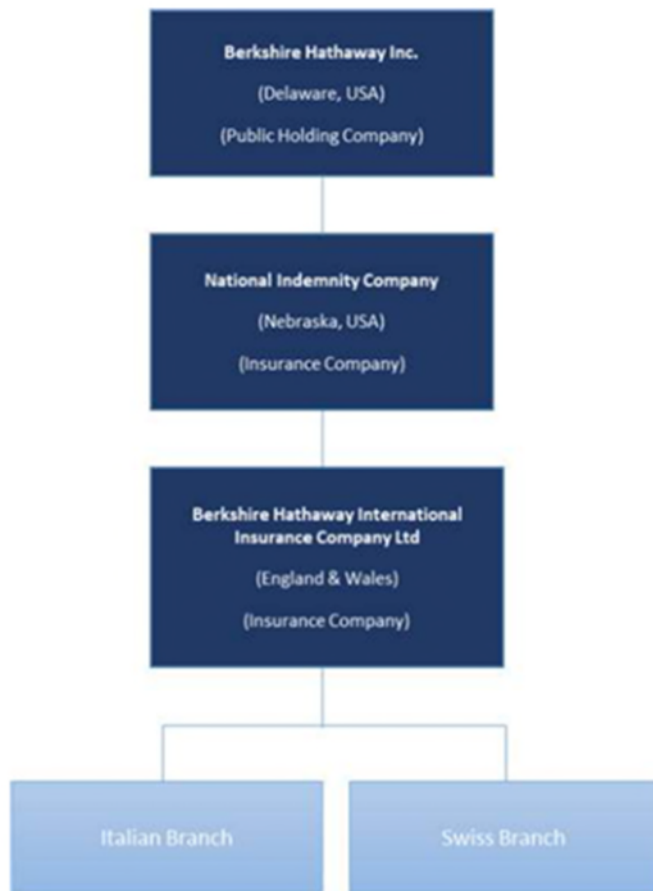 Berkshire Hathaway Inc.
(Delaware, USA)
(Public Holding Company)
National Indemnity Company
(Nebraska, USA)
(Insurance Company)
Berkshire Hathaway International
Insurance Company Ltd
(England & Wales)
(Insurance Company)
Italian Branch
Swiss Branch